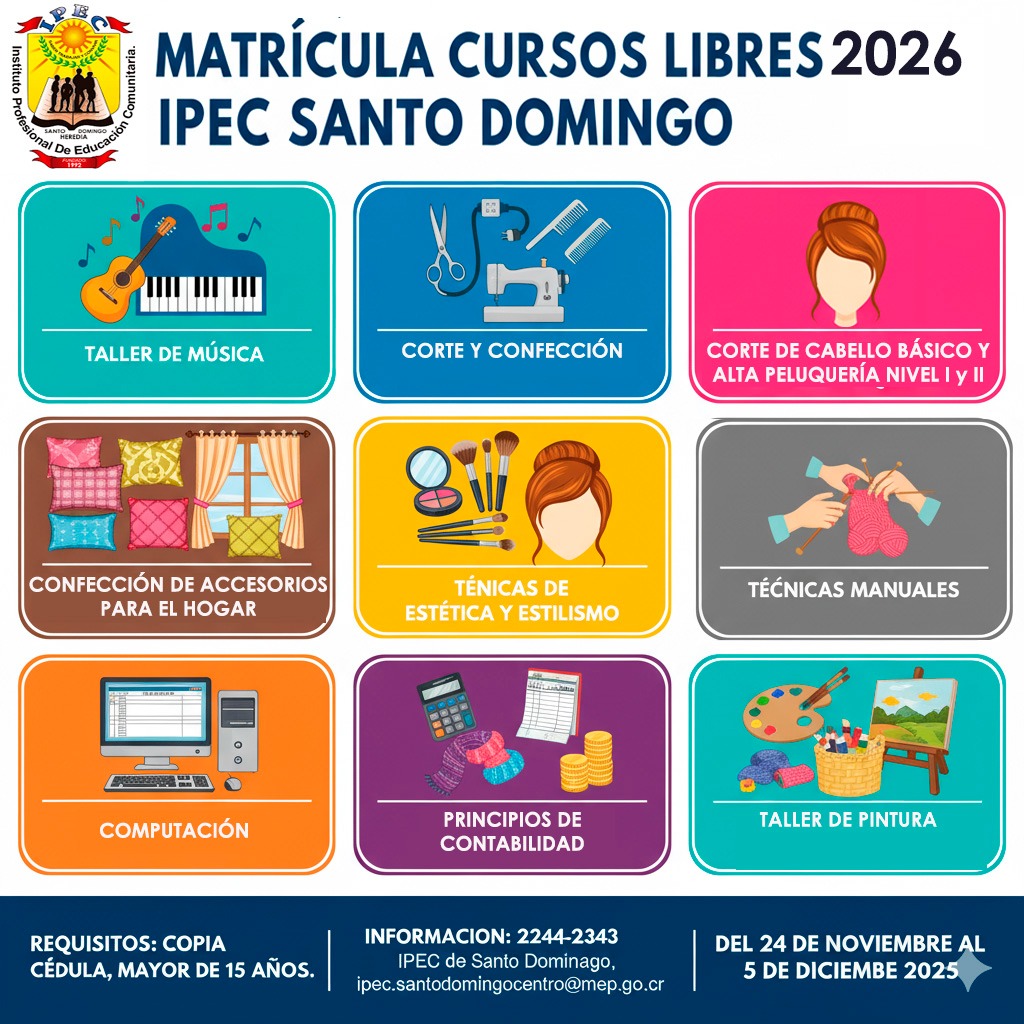 IPEC
Instituto Profesional De Educación Comunitaria.
SANTO DOMINGO
HEREDIA
FUNDADO:
1992
MATRÍCULA CURSOS LIBRES 2026
IPEC SANTO DOMINGO
TALLER DE MÚSICA
CORTE Y CONFECCIÓN
CORTE DE CABELLO BÁSICO Y
ALTA PELUQUERÍA NIVEL I y II
CONFECCIÓN DE ACCESORIOS
PARA EL HOGAR
TÉNICAS DE
ESTÉTICA Y ESTILISMO
TÉCNICAS MANUALES
COMPUTACIÓN
PRINCIPIOS DE
CONTABILIDAD
TALLER DE PINTURA
REQUISITOS: COPIA
CÉDULA, MAYOR DE 15 AÑOS.
INFORMACION: 2244-2343
IPEC de Santo Dominago,
ipec.santodomingocentro@mep.go.cr
DEL 24 DE NOVIEMBRE AL
5 DE DICIEMBE 2025